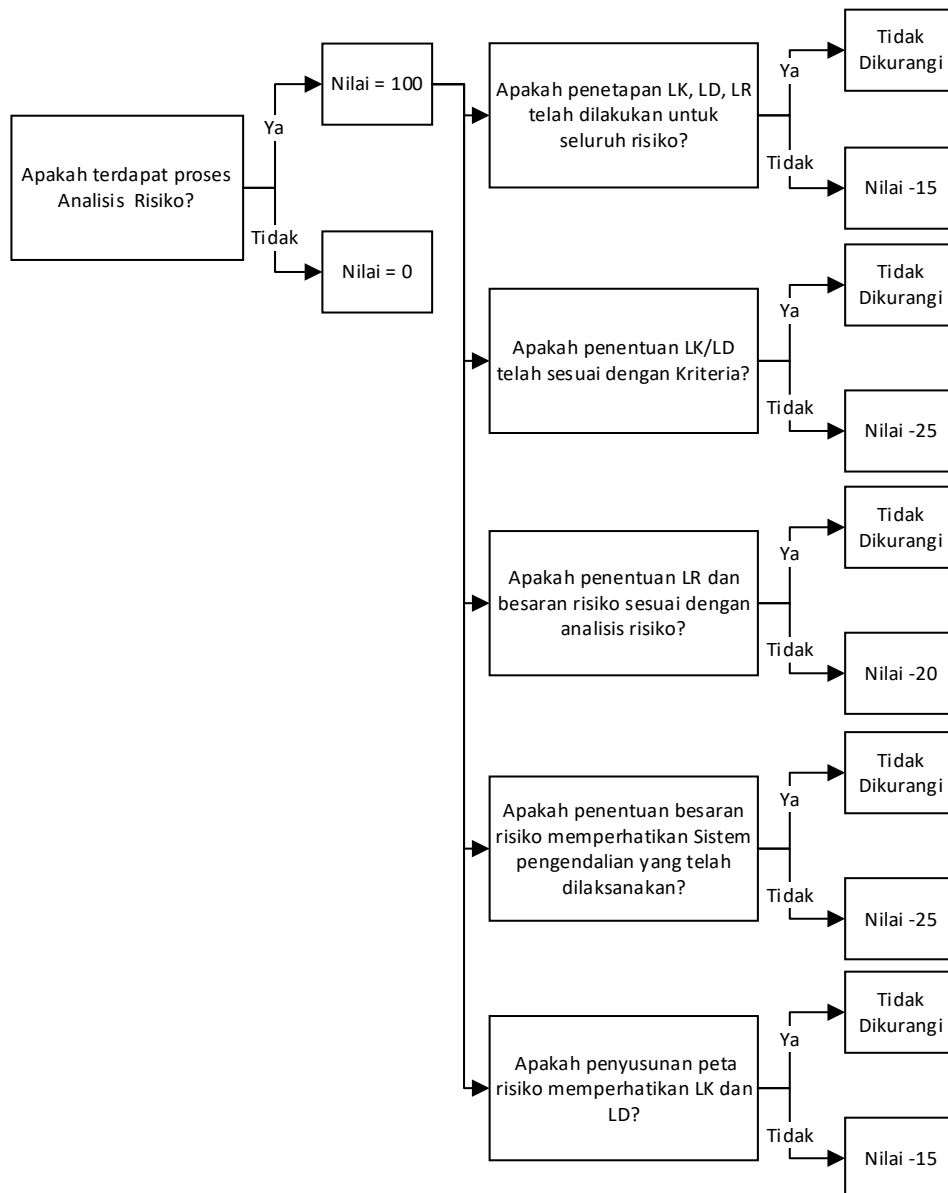 Apakah terdapat proses
Analisis Risiko?
Ya
Tidak
Nilai = 100
Nilai = 0
Apakah penetapan LK, LD, LR
telah dilakukan untuk
seluruh risiko?
Ya
Tidak
Dikurangi
Tidak
Nilai -15
Apakah penentuan LK/LD
telah sesuai dengan Kriteria?
Ya
Tidak
Dikurangi
Tidak
Nilai -25
Apakah penentuan LR dan
besaran risiko sesuai dengan
analisis risiko?
Ya
Tidak
Dikurangi
Tidak
Nilai -20
Apakah penentuan besaran
risiko memperhatikan Sistem
pengendalian yang telah
dilaksanakan?
Ya
Tidak
Dikurangi
Tidak
Nilai -25
Apakah penyusunan peta
risiko memperhatikan LK dan
LD?
Ya
Tidak
Dikurangi
Tidak
Nilai -15